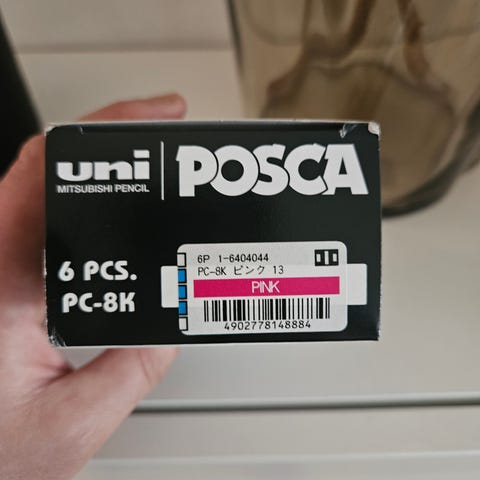 uni POSCA
MITSUBISHI PENCIL
6 PCS.
PC-8K
6P 1-6404044
PC-8K ピンク 13
PINK
4902778148884